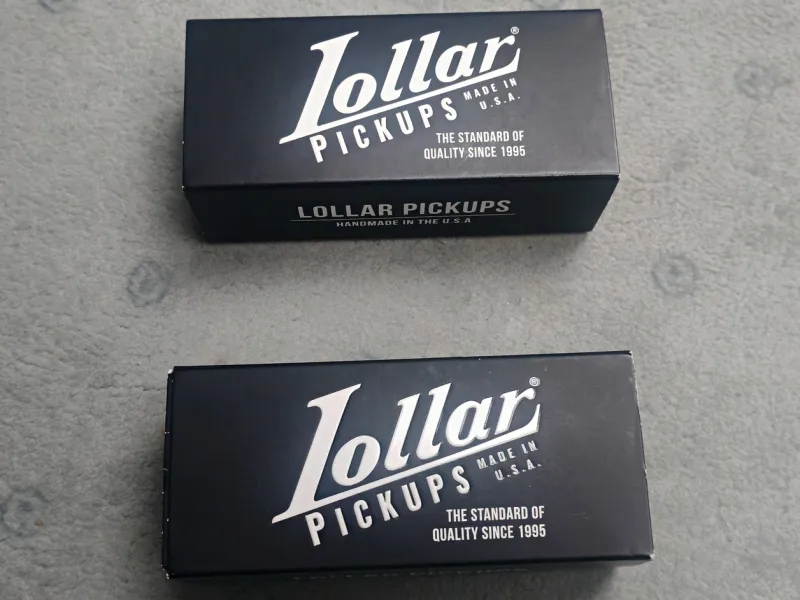 Lollar®
PICKUPS MADE IN
U.S.A.
THE STANDARD OF
QUALITY SINCE 1995
LOLLAR PICKUPS
HANDMADE IN THE U.S.A
Lollar®
PICKUPS MADE IN
U.S.A.
THE STANDARD OF
QUALITY SINCE 1995